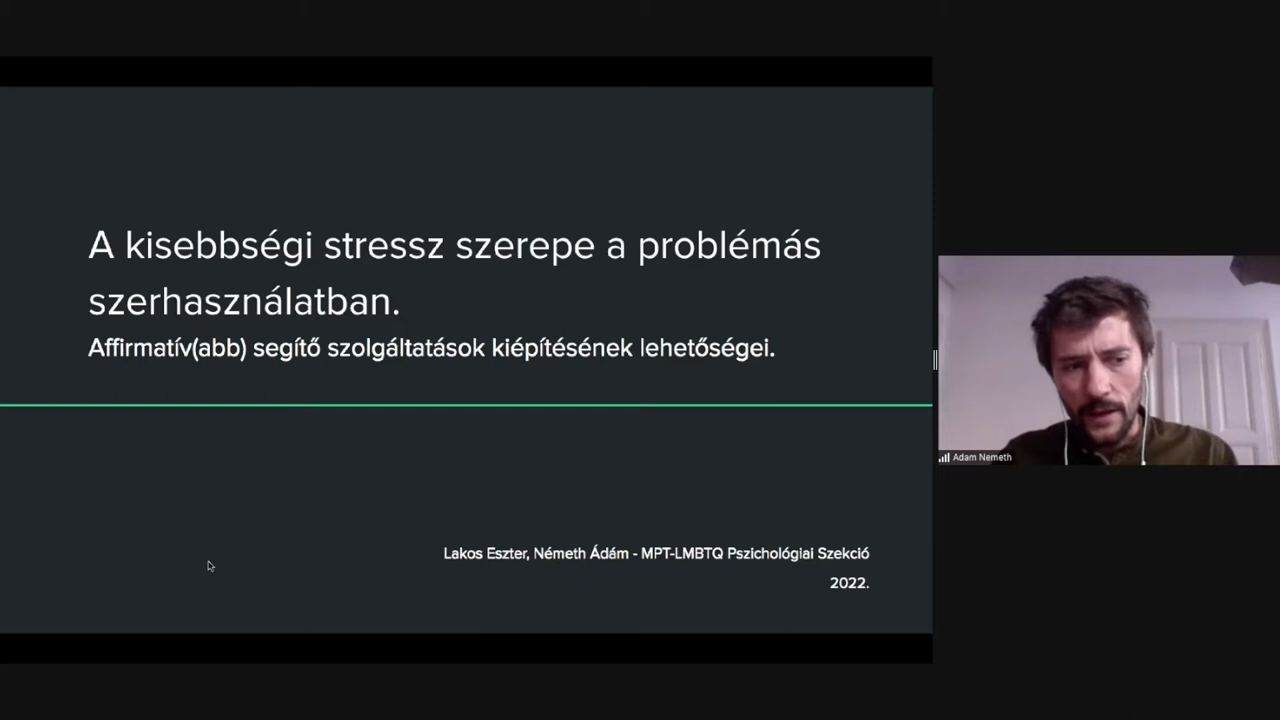 A kisebbségi stressz szerepe a problémás
szerhasználatban.
Affirmatív(abb) segítő szolgáltatások kiépítésének lehetőségei.
Lakos Eszter, Németh Ádám - MPT-LMBTQ Pszichológiai Szekció
2022.
Adam Nemeth